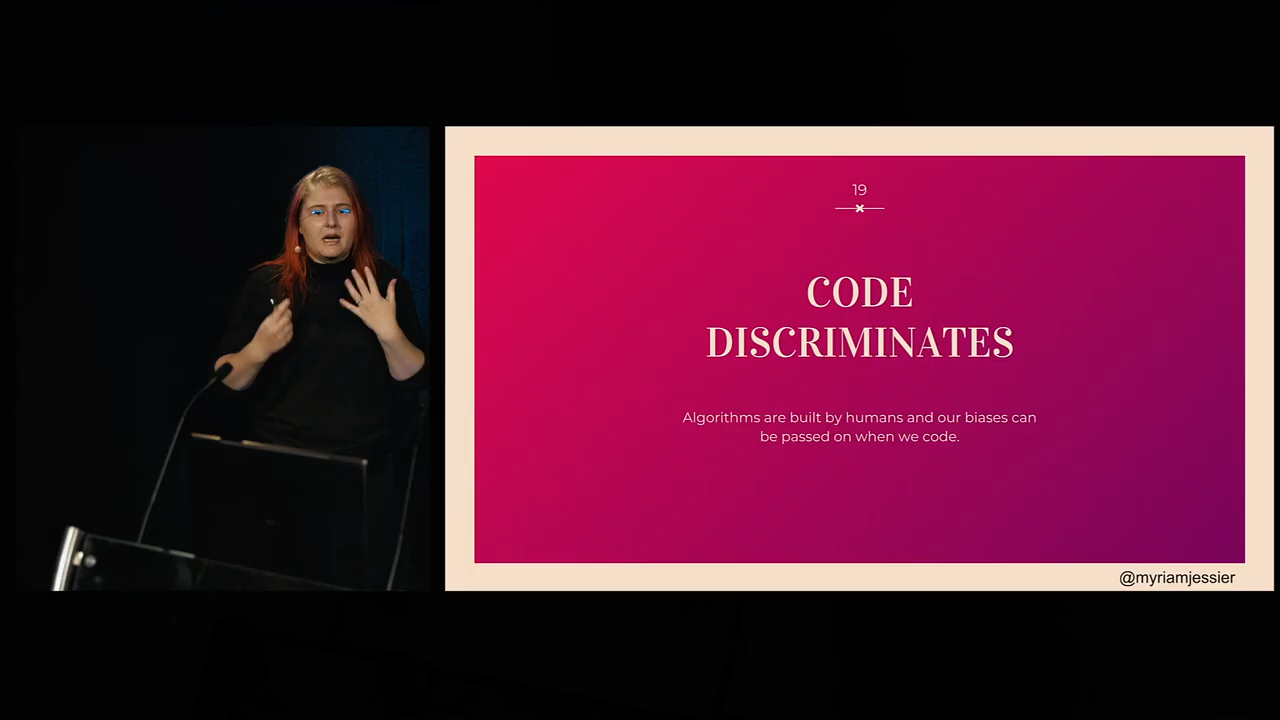 19
CODE
DISCRIMINATES
Algorithms are built by humans and our biases can
be passed on when we code.
@myriamjessier